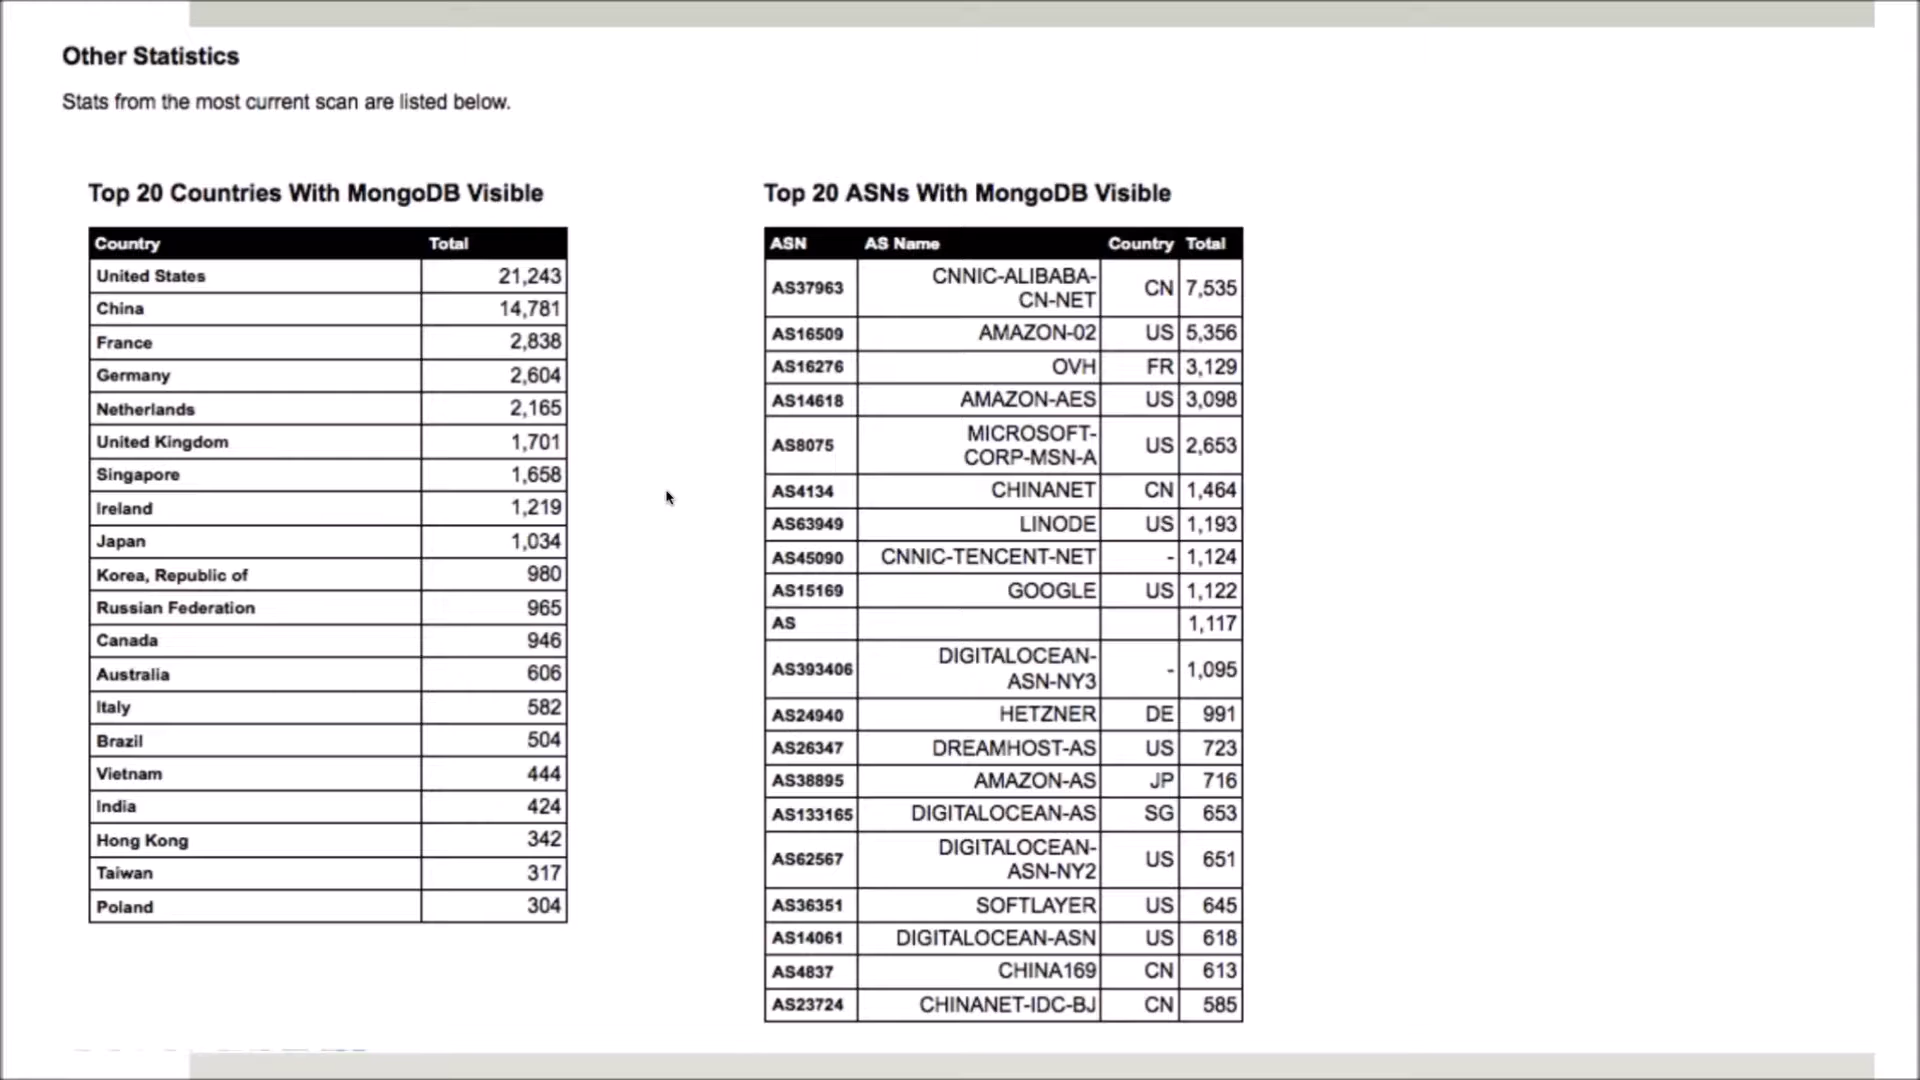 Other Statistics
Stats from the most current scan are listed below.
Top 20 Countries With MongoDB Visible
Country Total
United States 21,243
China 14,781
France 2,838
Germany 2,604
Netherlands 2,165
United Kingdom 1,701
Singapore 1,658
Ireland 1,219
Japan 1,034
Korea, Republic of 980
Russian Federation 965
Canada 946
Australia 606
Italy 582
Brazil 504
Vietnam 444
India 424
Hong Kong 342
Taiwan 317
Poland 304
Top 20 ASNs With MongoDB Visible
ASN AS Name Country Total
AS37963 CNNIC-ALIBABA-
CN-NET CN 7,535
AS16509 AMAZON-02 US 5,356
AS16276 OVH FR 3,129
AS14618 AMAZON-AES US 3,098
AS8075 MICROSOFT-
CORP-MSN-A US 2,653
AS4134 CHINANET CN 1,464
AS63949 LINODE US 1,193
AS45090 CNNIC-TENCENT-NET - 1,124
AS15169 GOOGLE US 1,122
AS 1,117
AS393406 DIGITALOCEAN-
ASN-NY3 - 1,095
AS24940 HETZNER DE 991
AS26347 DREAMHOST-AS US 723
AS38895 AMAZON-AS JP 716
AS133165 DIGITALOCEAN-AS SG 653
AS62567 DIGITALOCEAN-
ASN-NY2 US 651
AS36351 SOFTLAYER US 645
AS14061 DIGITALOCEAN-ASN US 618
AS4837 CHINA169 CN 613
AS23724 CHINANET-IDC-BJ CN 585